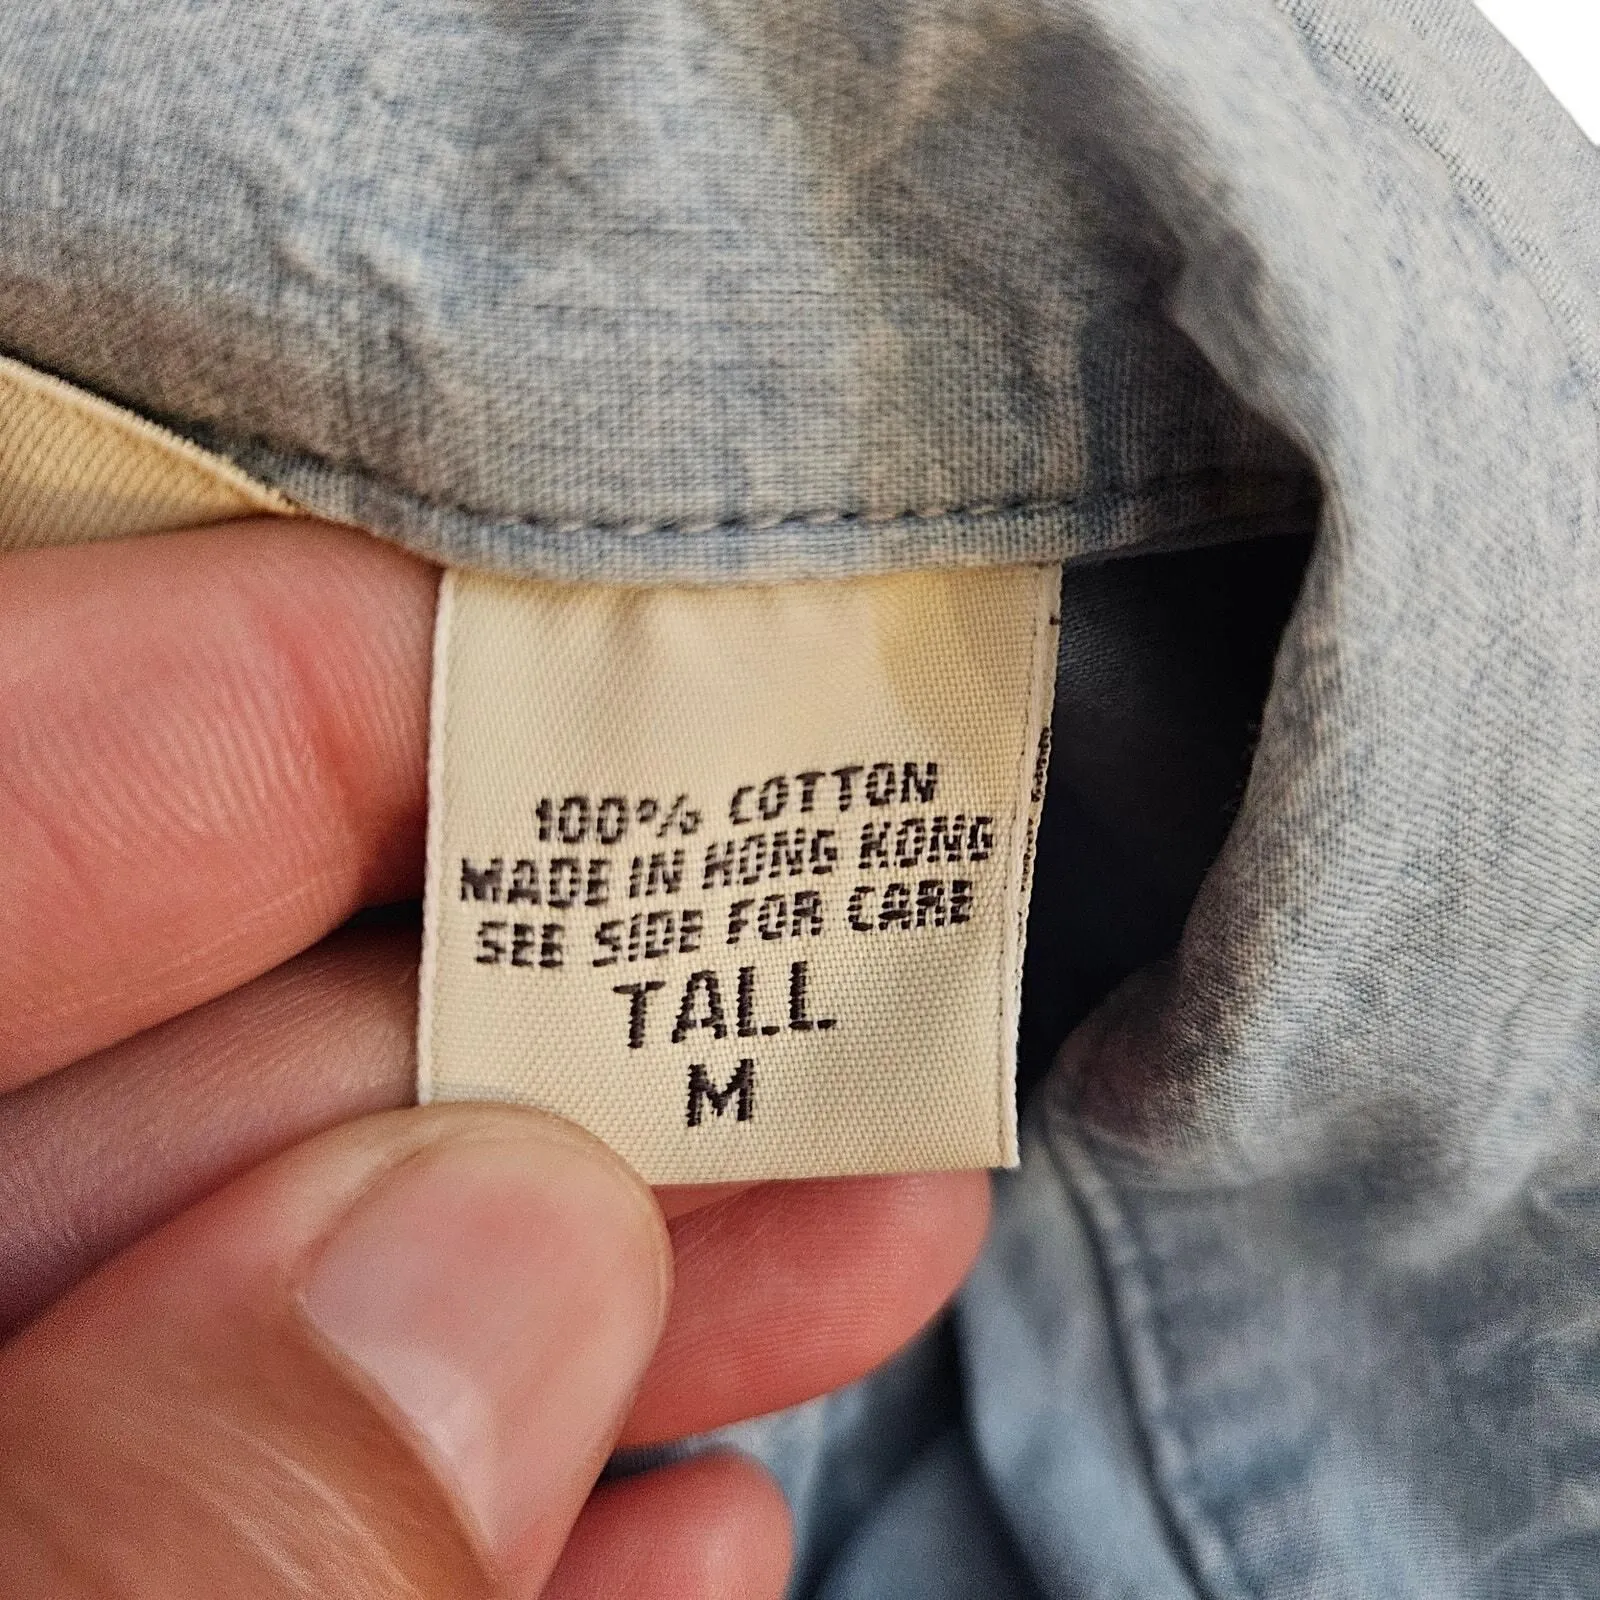 100% COTTON
MADE IN HONG KONG
SEE SIDE FOR CARE
TALL
M